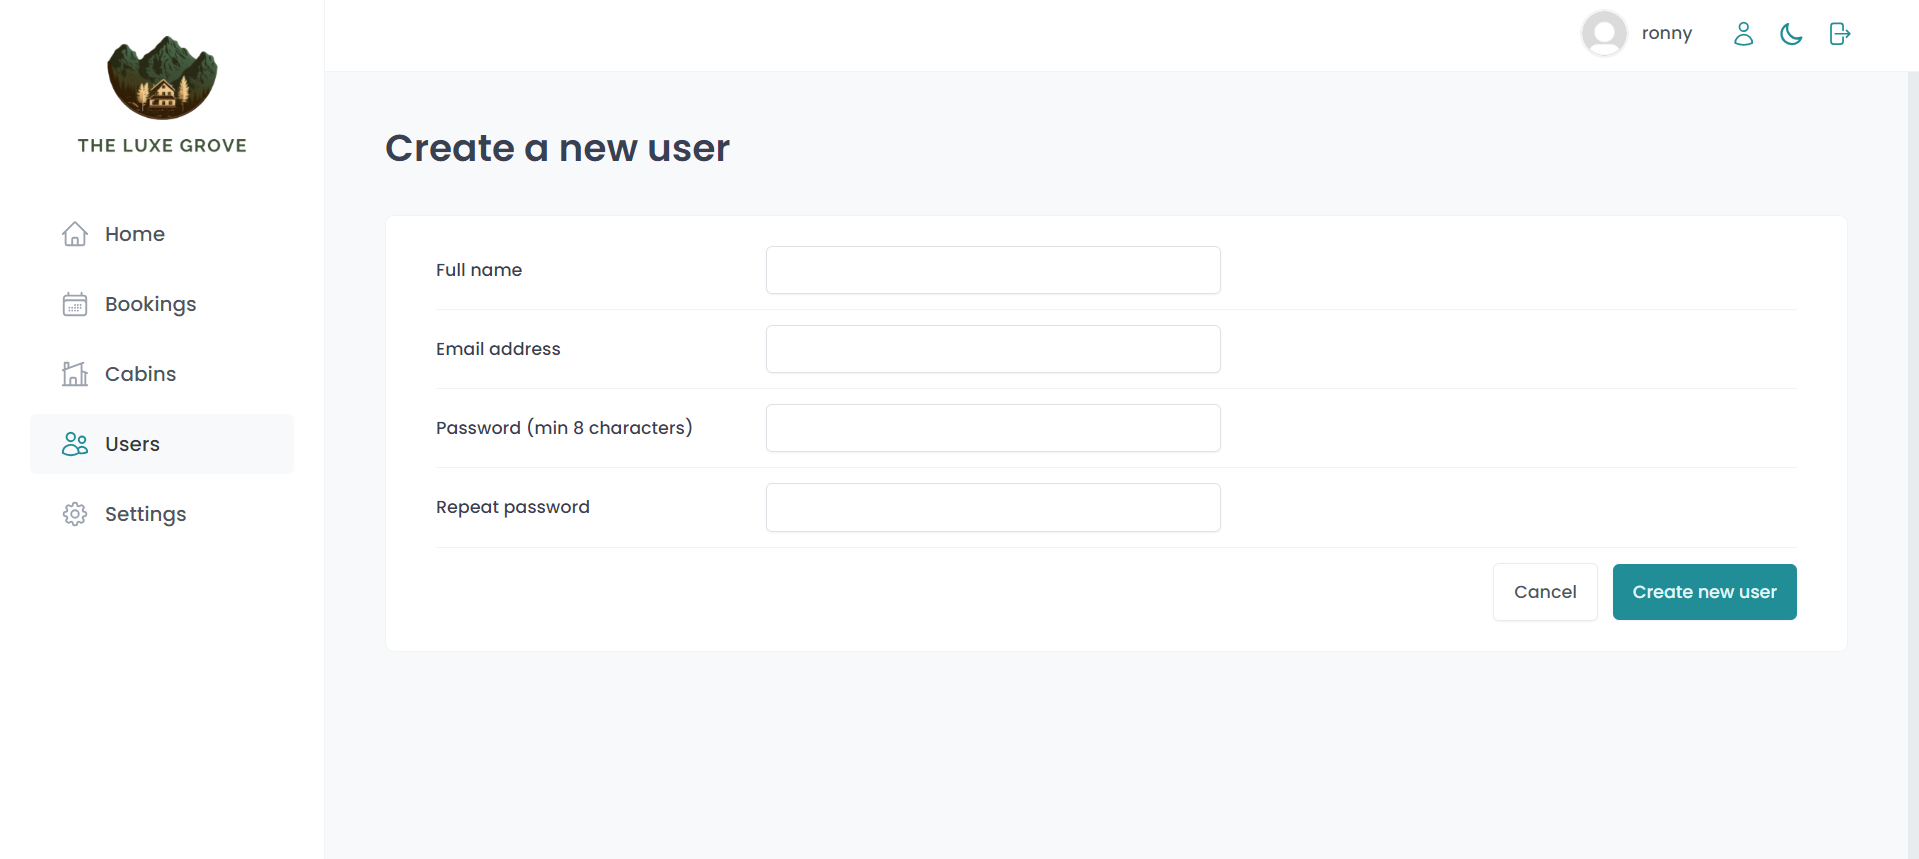 THE LUXE GROVE
Home
Bookings
Cabins
Users
Settings
ronny
Create a new user
Full name
Email address
Password (min 8 characters)
Repeat password
Cancel
Create new user